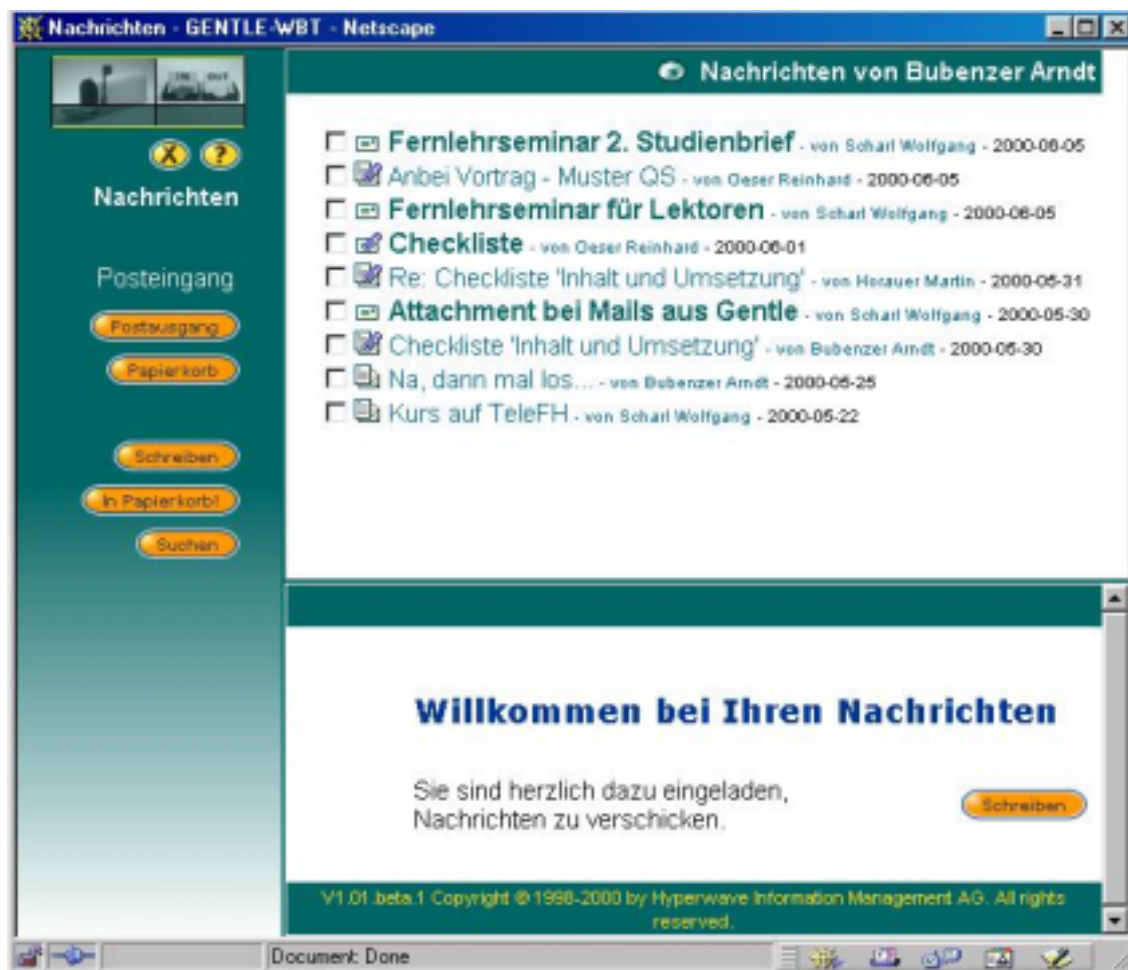 Nachrichten - GENTLE-WBT - Netscape
IN OUT
X ?
Nachrichten
Posteingang
Postausgang
Papierkorb
Schreiben
In Papierkorb!
Suchen
Nachrichten von Bubenzer Arndt
Fernlehrseminar 2. Studienbrief - von Scharl Wolfgang - 2000-06-05
Anbei Vortrag - Muster QS - von Oeser Reinhard - 2000-06-05
Fernlehrseminar für Lektoren - von Scharl Wolfgang - 2000-06-05
Checkliste - von Oeser Reinhard - 2000-06-01
Re: Checkliste 'Inhalt und Umsetzung' - von Horauer Martin - 2000-05-31
Attachment bei Mails aus Gentle - von Scharl Wolfgang - 2000-05-30
Checkliste 'Inhalt und Umsetzung' - von Bubenzer Arndt - 2000-05-30
Na, dann mal los... - von Bubenzer Arndt - 2000-05-25
Kurs auf TeleFH - von Scharl Wolfgang - 2000-05-22
Willkommen bei Ihren Nachrichten
Sie sind herzlich dazu eingeladen,
Nachrichten zu verschicken.
Schreiben
V1.01.beta.1 Copyright © 1998-2000 by Hyperwave Information Management AG. All rights
reserved.
Document: Done